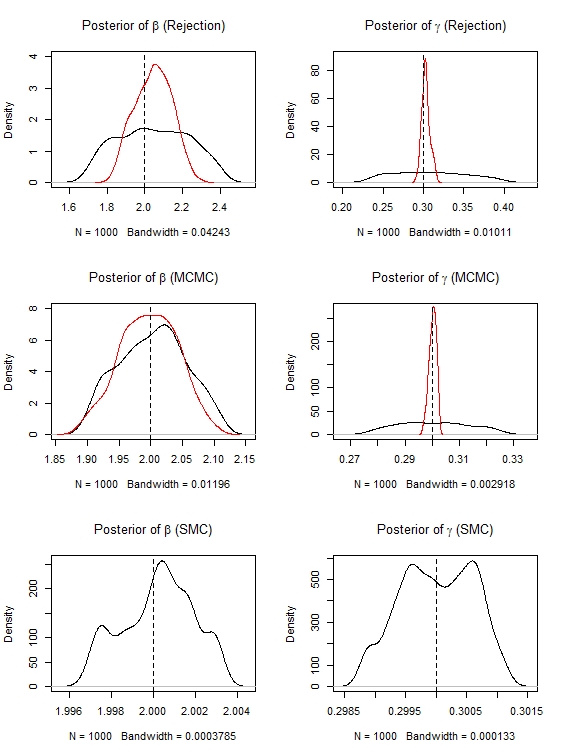 Posterior of β (Rejection)
Density
4
3
2
1
0
1.6 1.8 2.0 2.2 2.4
N = 1000 Bandwidth = 0.04243
Posterior of γ (Rejection)
Density
80
60
40
20
0
0.20 0.25 0.30 0.35 0.40
N = 1000 Bandwidth = 0.01011
Posterior of β (MCMC)
Density
8
6
4
2
0
1.85 1.90 1.95 2.00 2.05 2.10 2.15
N = 1000 Bandwidth = 0.01196
Posterior of γ (MCMC)
Density
200
100
50
0
0.27 0.29 0.31 0.33
N = 1000 Bandwidth = 0.002918
Posterior of β (SMC)
Density
200
100
50
0
1.996 1.998 2.000 2.002 2.004
N = 1000 Bandwidth = 0.0003785
Posterior of γ (SMC)
Density
500
300
100
0
0.2985 0.2995 0.3005 0.3015
N = 1000 Bandwidth = 0.000133